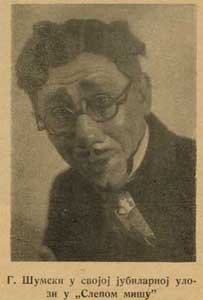 Г. Шумски у својој јубиларној уло-
зи у „Слепом мишу”